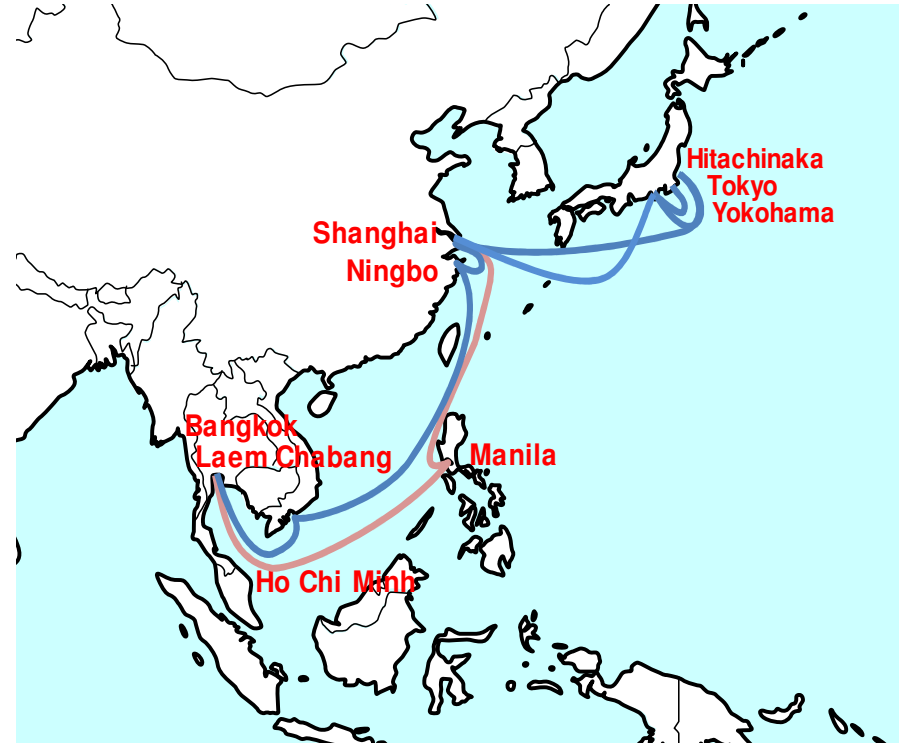 Hitachinaka
Tokyo
Yokohama
Shanghai
Ningbo
Bangkok
Laem Chabang
Manila
Ho Chi Minh